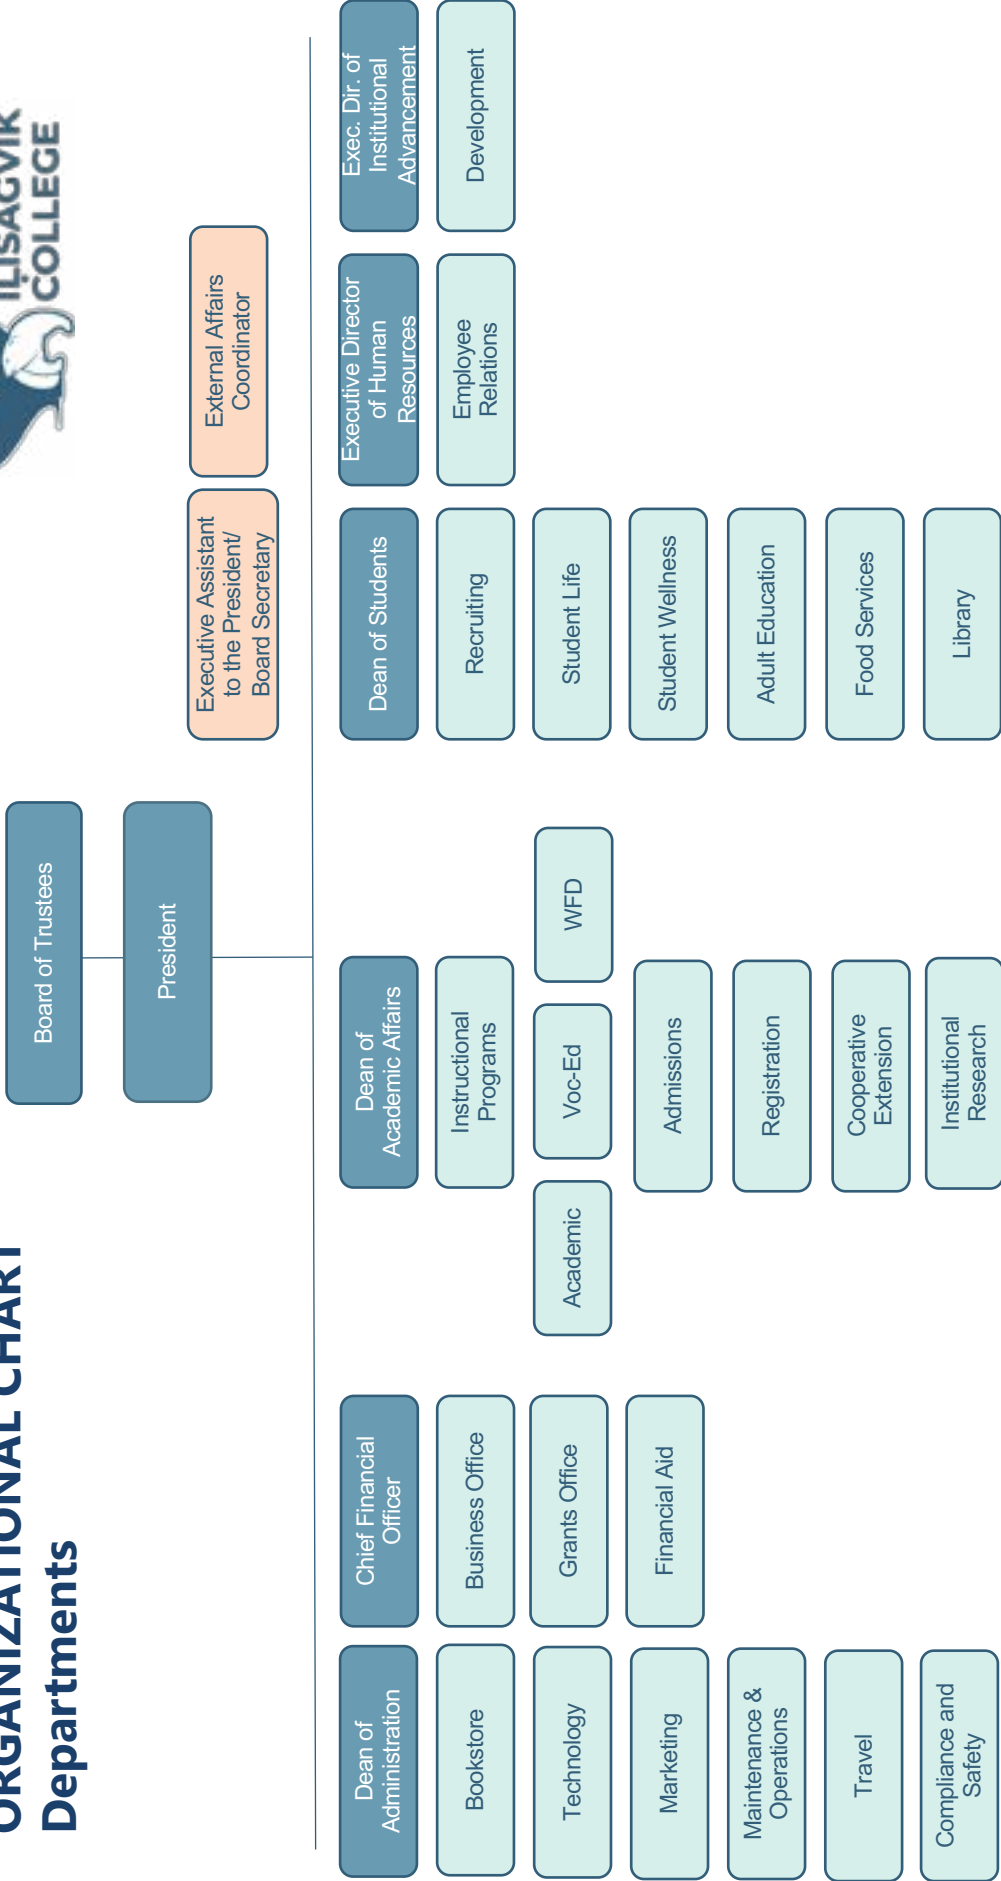 ORGANIZATIONAL CHART
Departments
ILISAGVIK
COLLEGE
Board of Trustees
President
Executive Assistant
to the President/
Board Secretary
External Affairs
Coordinator
Dean of
Administration
Bookstore
Technology
Marketing
Maintenance &
Operations
Travel
Compliance and
Safety
Chief Financial
Officer
Business Office
Grants Office
Financial Aid
Dean of
Academic Affairs
Instructional
Programs
Academic
Voc-Ed
WFD
Admissions
Registration
Cooperative
Extension
Institutional
Research
Dean of Students
Recruiting
Student Life
Student Wellness
Adult Education
Food Services
Library
Executive Director
of Human
Resources
Employee
Relations
Exec. Dir. of
Institutional
Advancement
Development